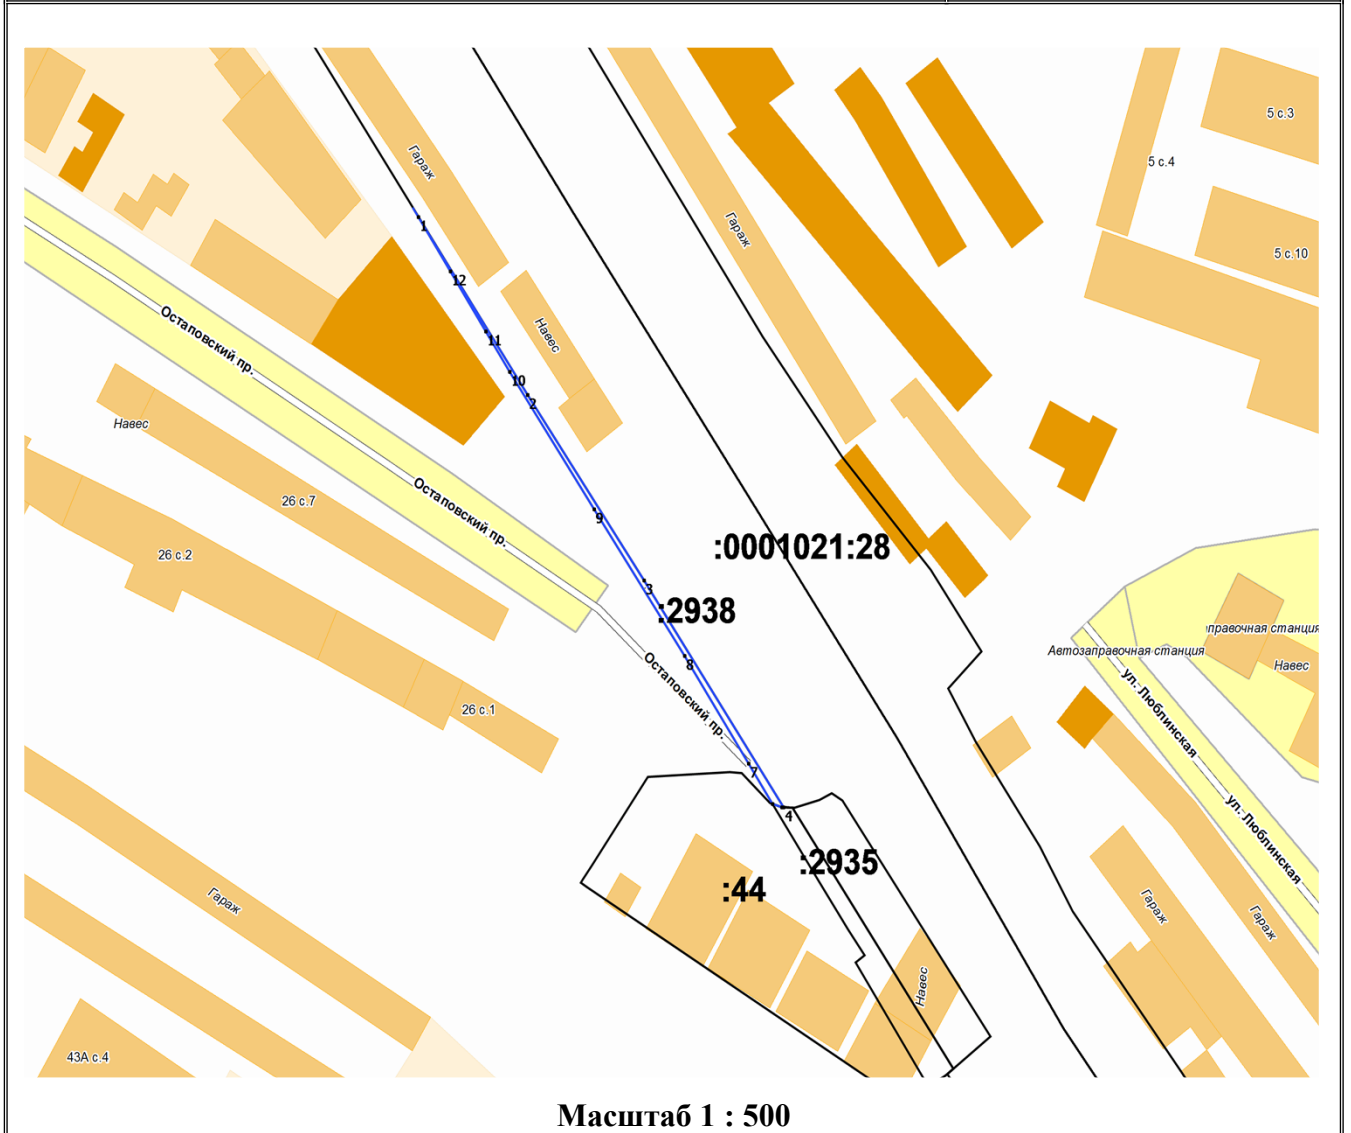 5 с.3
5 с.4
Гараж
Гараж
1
5 с.10
12
Остаповский пр.
Навес
11
10
2
Навес
Остаповский пр.
26 с.7
9
:0001021:28
26 с.2
3
:2938
правочная станция
Автозаправочная станция
8
Навес
Остаповский пр.
ул. Люблинская
26 с.1
7
4
ул. Люблинская
:2935
:44
Гараж
Гараж
Гараж
Навес
43А с.4
Масштаб 1 : 500